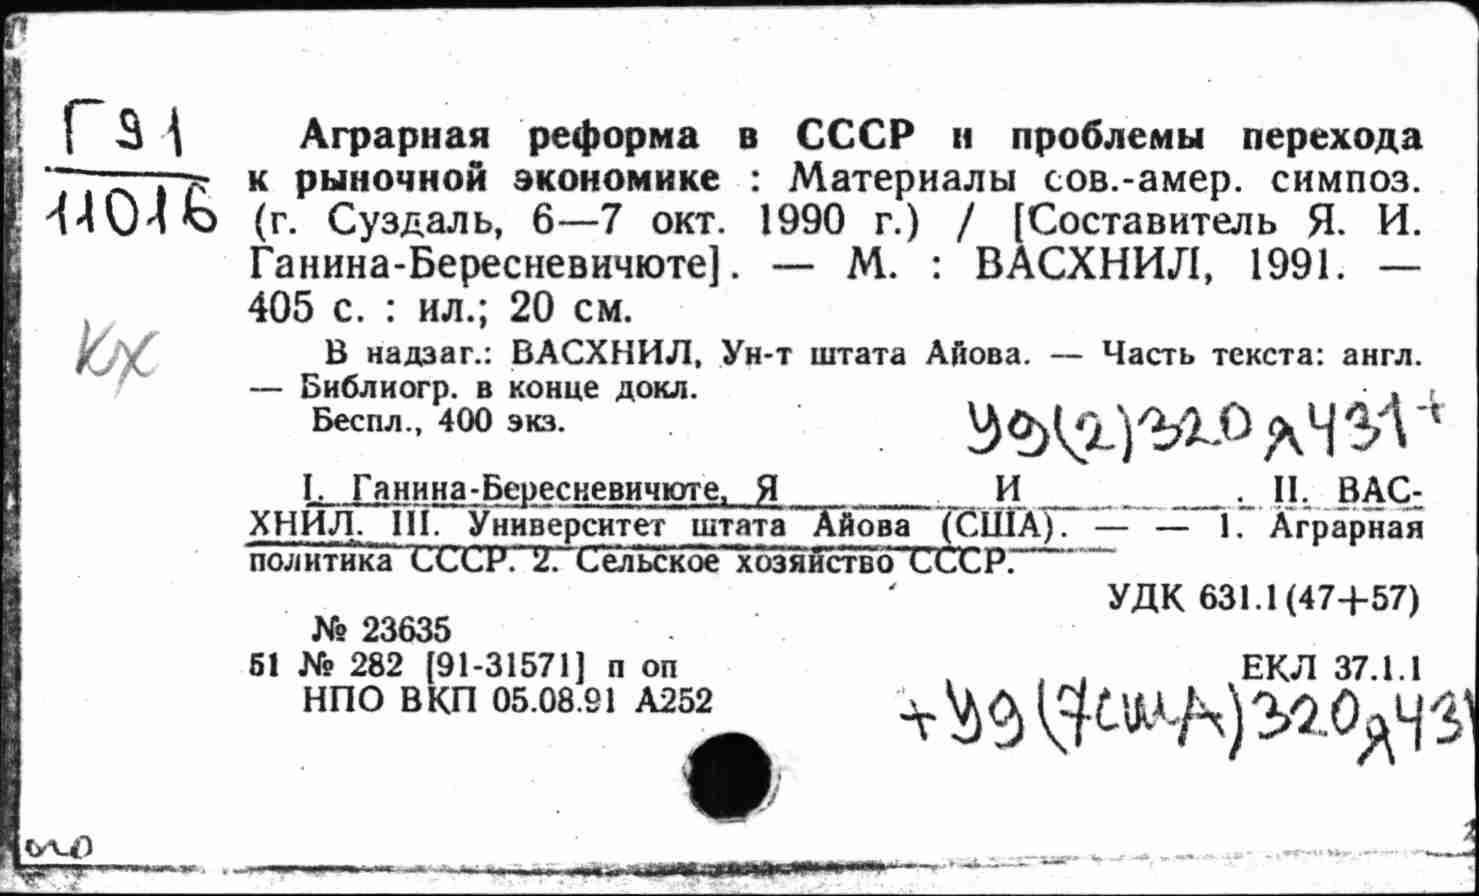 Г91
11016
кх
Аграрная реформа в СССР и проблемы перехода
к рыночной экономике : Материалы сов.-амер. симпоз.
(г. Суздаль, 6—7 окт. 1990 г.) / [Составитель Я. И.
Ганина-Бересневичюте]. — М. : ВАСХНИЛ, 1991. —
405 с. : ил.; 20 см.
В надзаг.: ВАСХНИЛ, Ун-т штата Айова. — Часть текста: англ.
— Библиогр. в конце докл.
Беспл., 400 экз.
У9(2)320я431+
I. Ганина-Бересневичюте, Я И . II. ВАС-
ХНИЛ. III. Университет штата Айова (США). — — 1. Аграрная
политика СССР. 2. Сельское хозяйство СССР.
УДК 631.1(47+57)
№ 23635
51 № 282 [91-31571] п оп
ЕКЛ 37.1.1
НПО ВКП 05.08.91 А252
+У9(7США)320я431